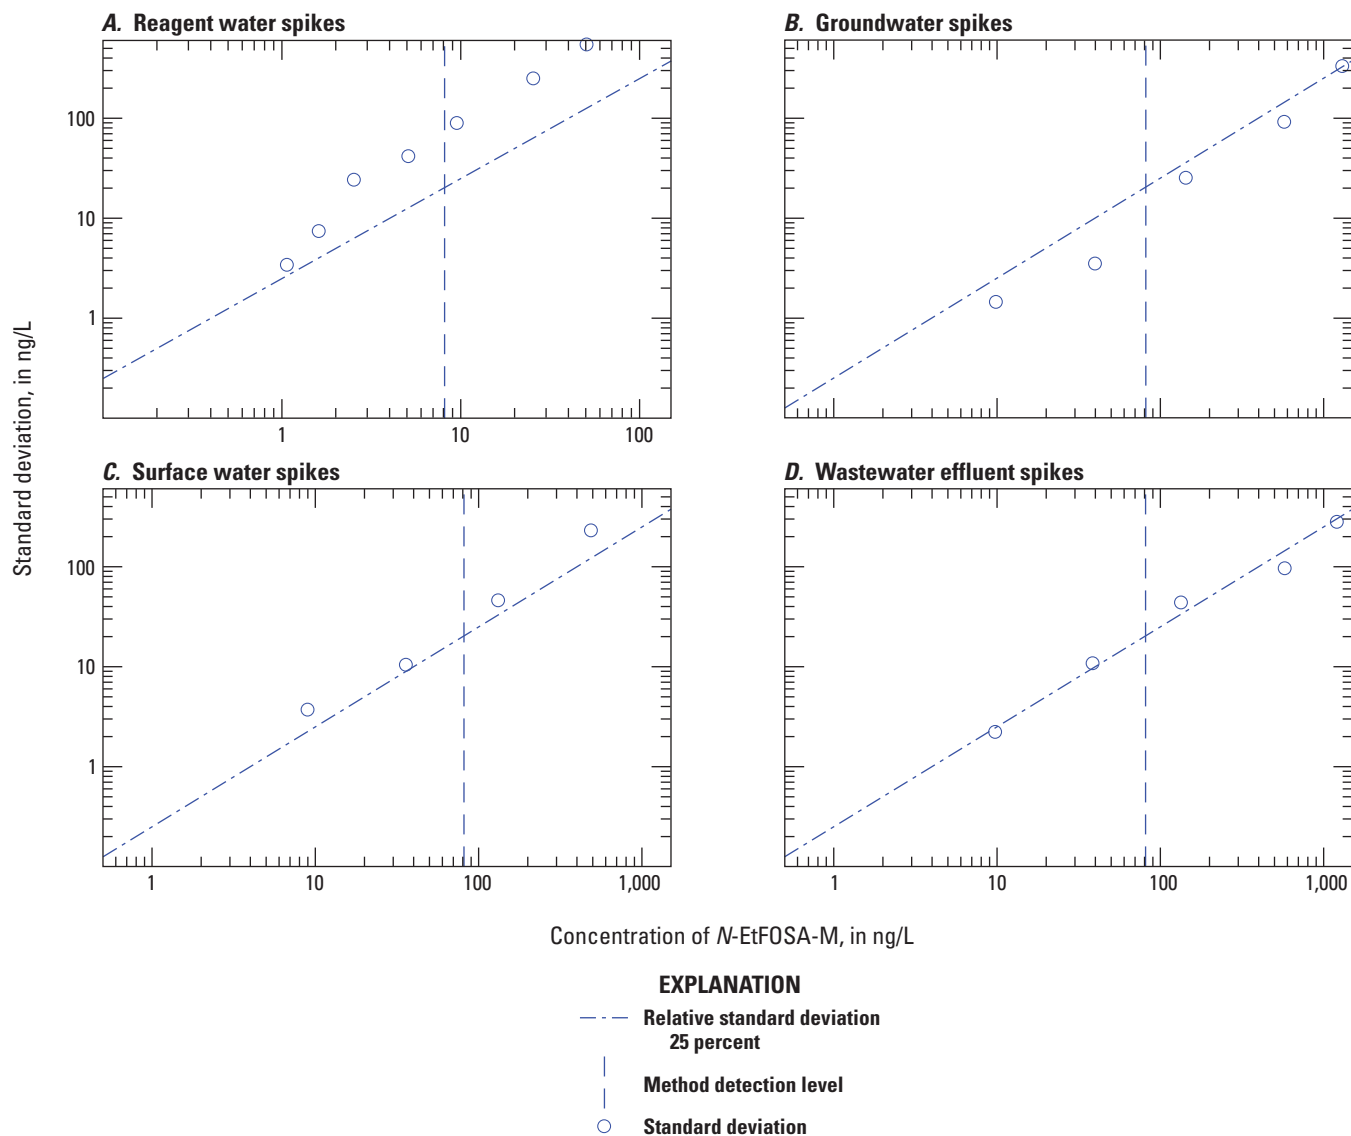 A. Reagent water spikes
B. Groundwater spikes
100
10
1
1 10 100
C. Surface water spikes
D. Wastewater effluent spikes
100
10
1
1 10 100 1,000
1 10 100 1,000
Standard deviation, in ng/L
Concentration of N-EtFOSA-M, in ng/L
EXPLANATION
Relative standard deviation
25 percent
Method detection level
Standard deviation